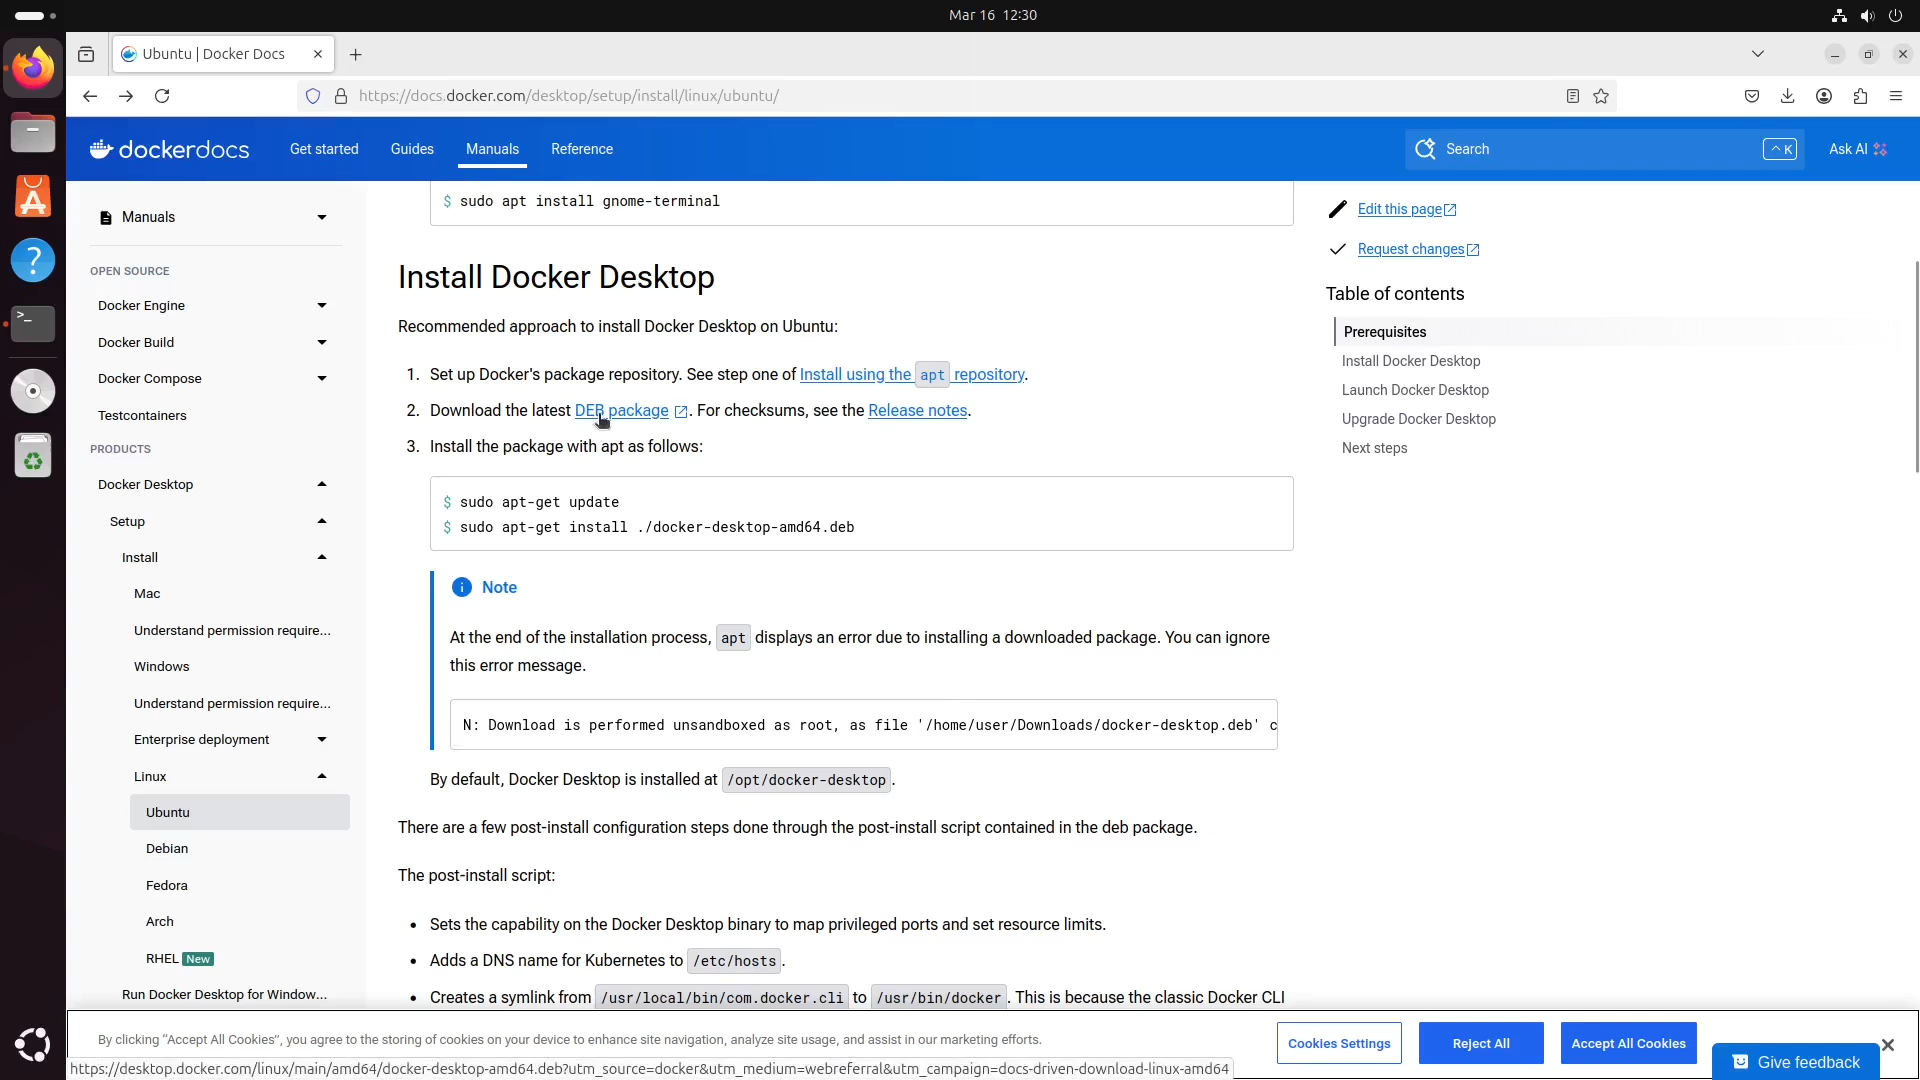 Mar 16 12:30
Ubuntu | Docker Docs
https://docs.docker.com/desktop/setup/install/linux/ubuntu/
dockerdocs
Get started
Guides
Manuals
Reference
Search
^ K
Ask AI
Manuals
OPEN SOURCE
Docker Engine
Docker Build
Docker Compose
Testcontainers
PRODUCTS
Docker Desktop
Setup
Install
Mac
Understand permission require...
Windows
Understand permission require...
Enterprise deployment
Linux
Ubuntu
Debian
Fedora
Arch
RHEL New
Run Docker Desktop for Window...
$ sudo apt install gnome-terminal
Install Docker Desktop
Recommended approach to install Docker Desktop on Ubuntu:
1. Set up Docker's package repository. See step one of Install using the apt repository.
2. Download the latest DEB package. For checksums, see the Release notes.
3. Install the package with apt as follows:
$ sudo apt-get update
$ sudo apt-get install ./docker-desktop-amd64.deb
Note
At the end of the installation process, apt displays an error due to installing a downloaded package. You can ignore
this error message.
N: Download is performed unsandboxed as root, as file '/home/user/Downloads/docker-desktop.deb' c
By default, Docker Desktop is installed at /opt/docker-desktop.
There are a few post-install configuration steps done through the post-install script contained in the deb package.
The post-install script:
• Sets the capability on the Docker Desktop binary to map privileged ports and set resource limits.
• Adds a DNS name for Kubernetes to /etc/hosts.
• Creates a symlink from /usr/local/bin/com.docker.cli to /usr/bin/docker. This is because the classic Docker CLI
Edit this page
Request changes
Table of contents
Prerequisites
Install Docker Desktop
Launch Docker Desktop
Upgrade Docker Desktop
Next steps
By clicking “Accept All Cookies”, you agree to the storing of cookies on your device to enhance site navigation, analyze site usage, and assist in our marketing efforts.
Cookies Settings
Reject All
Accept All Cookies
Give feedback
https://desktop.docker.com/linux/main/amd64/docker-desktop-amd64.deb?utm_source=docker&utm_medium=webreferral&utm_campaign=docs-driven-download-linux-amd64